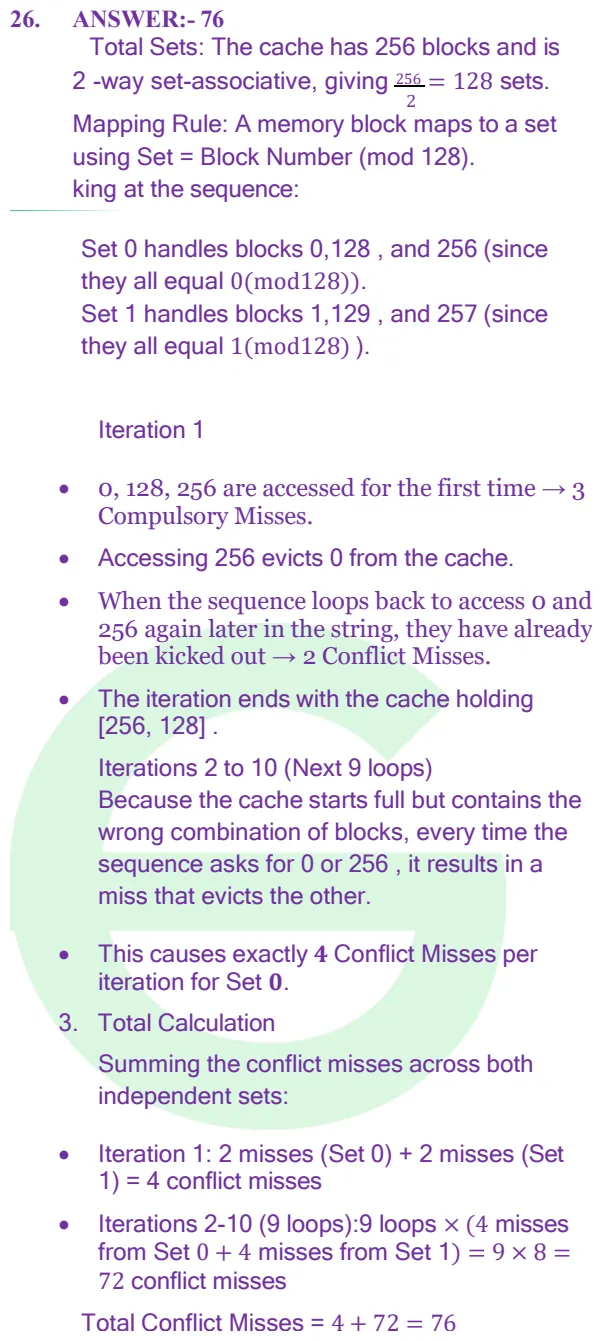 26. ANSWER:- 76
Total Sets: The cache has 256 blocks and is
2 -way set-associative, giving 256/2 = 128 sets.
Mapping Rule: A memory block maps to a set
using Set = Block Number (mod 128).
king at the sequence:
Set 0 handles blocks 0,128 , and 256 (since
they all equal 0(mod128)).
Set 1 handles blocks 1,129 , and 257 (since
they all equal 1(mod128) ).
Iteration 1
• 0, 128, 256 are accessed for the first time → 3
Compulsory Misses.
• Accessing 256 evicts 0 from the cache.
• When the sequence loops back to access 0 and
256 again later in the string, they have already
been kicked out → 2 Conflict Misses.
• The iteration ends with the cache holding
[256, 128] .
Iterations 2 to 10 (Next 9 loops)
Because the cache starts full but contains the
wrong combination of blocks, every time the
sequence asks for 0 or 256 , it results in a
miss that evicts the other.
• This causes exactly 4 Conflict Misses per
iteration for Set 0.
3. Total Calculation
Summing the conflict misses across both
independent sets:
• Iteration 1: 2 misses (Set 0) + 2 misses (Set
1) = 4 conflict misses
• Iterations 2-10 (9 loops):9 loops × (4 misses
from Set 0 + 4 misses from Set 1) = 9 × 8 =
72 conflict misses
Total Conflict Misses = 4 + 72 = 76